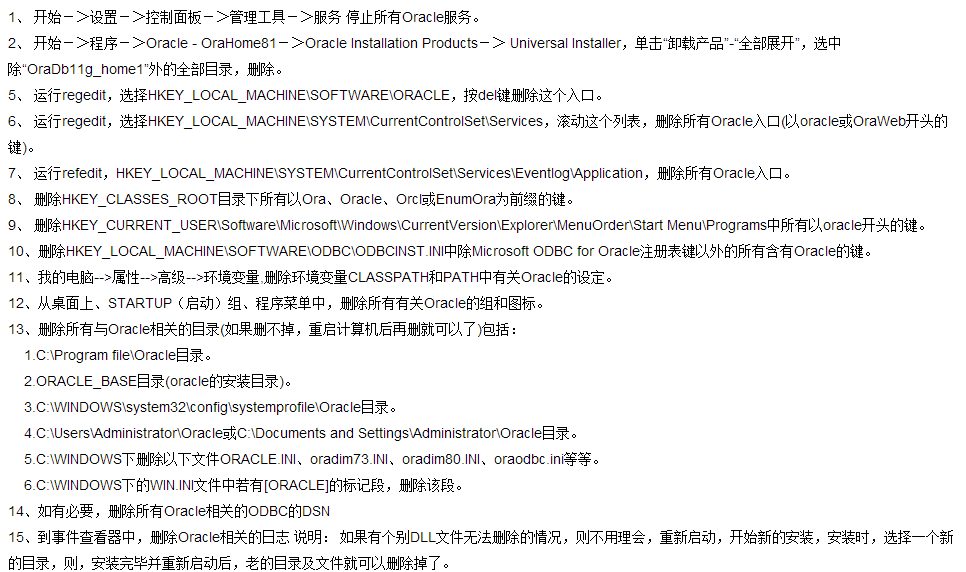 1、 开始－＞设置－＞控制面板－＞管理工具－＞服务 停止所有Oracle服务。
2、 开始－＞程序－＞Oracle - OraHome81－＞Oracle Installation Products－＞ Universal Installer，单击“卸载产品”-“全部展开”，选中
除“OraDb11g_home1”外的全部目录，删除。
5、 运行regedit，选择HKEY_LOCAL_MACHINE\SOFTWARE\ORACLE，按del键删除这个入口。
6、 运行regedit，选择HKEY_LOCAL_MACHINE\SYSTEM\CurrentControlSet\Services，滚动这个列表，删除所有Oracle入口(以oracle或OraWeb开头的
键)。
7、 运行refedit，HKEY_LOCAL_MACHINE\SYSTEM\CurrentControlSet\Services\Eventlog\Application，删除所有Oracle入口。
8、 删除HKEY_CLASSES_ROOT目录下所有以Ora、Oracle、Orcl或EnumOra为前缀的键。
9、 删除HKEY_CURRENT_USER\Software\Microsoft\Windows\CurrentVersion\Explorer\MenuOrder\Start Menu\Programs中所有以oracle开头的键。
10、删除HKEY_LOCAL_MACHINE\SOFTWARE\ODBC\ODBCINST.INI中除Microsoft ODBC for Oracle注册表键以外的所有含有Oracle的键。
11、我的电脑-->属性-->高级-->环境变量,删除环境变量CLASSPATH和PATH中有关Oracle的设定。
12、从桌面上、STARTUP（启动）组、程序菜单中，删除所有有关Oracle的组和图标。
13、删除所有与Oracle相关的目录(如果删不掉，重启计算机后再删就可以了)包括：
1.C:\Program file\Oracle目录。
2.ORACLE_BASE目录(oracle的安装目录)。
3.C:\WINDOWS\system32\config\systemprofile\Oracle目录。
4.C:\Users\Administrator\Oracle或C:\Documents and Settings\Administrator\Oracle目录。
5.C:\WINDOWS下删除以下文件ORACLE.INI、oradim73.INI、oradim80.INI、oraodbc.ini等等。
6.C:\WINDOWS下的WIN.INI文件中若有[ORACLE]的标记段，删除该段。
14、如有必要，删除所有Oracle相关的ODBC的DSN
15、到事件查看器中，删除Oracle相关的日志 说明： 如果有个别DLL文件无法删除的情况，则不用理会，重新启动，开始新的安装，安装时，选择一个新
的目录，则，安装完毕并重新启动后，老的目录及文件就可以删除掉了。